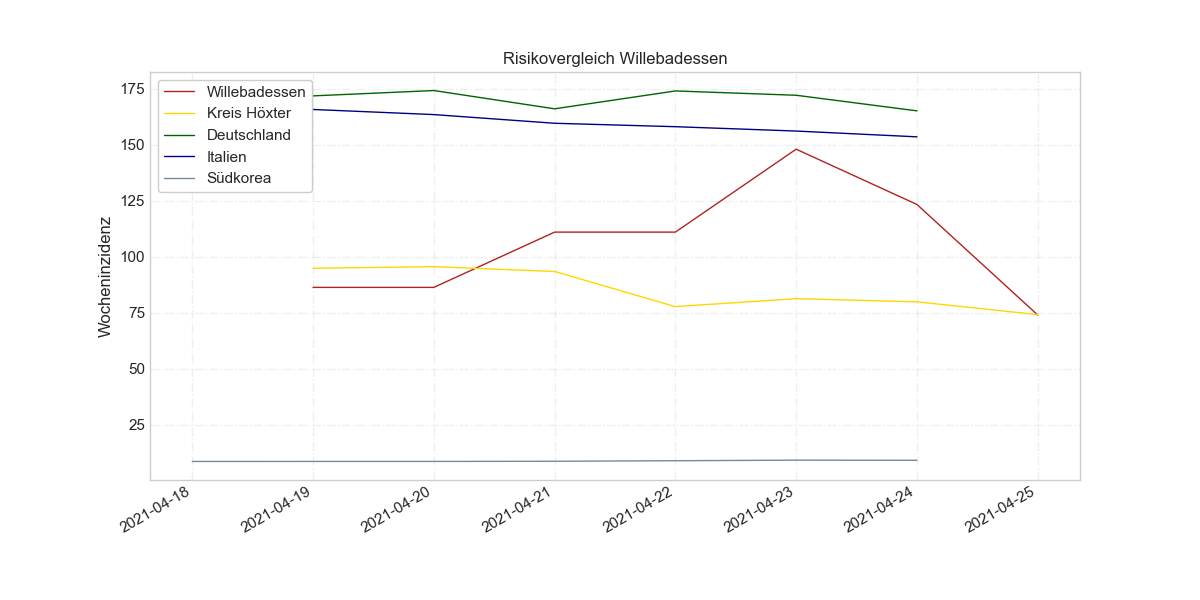 Risikovergleich Willebadessen
Willebadessen
Kreis Höxter
Deutschland
Italien
Südkorea
Wocheninzidenz
175
150
125
100
75
50
25
2021-04-18
2021-04-19
2021-04-20
2021-04-21
2021-04-22
2021-04-23
2021-04-24
2021-04-25